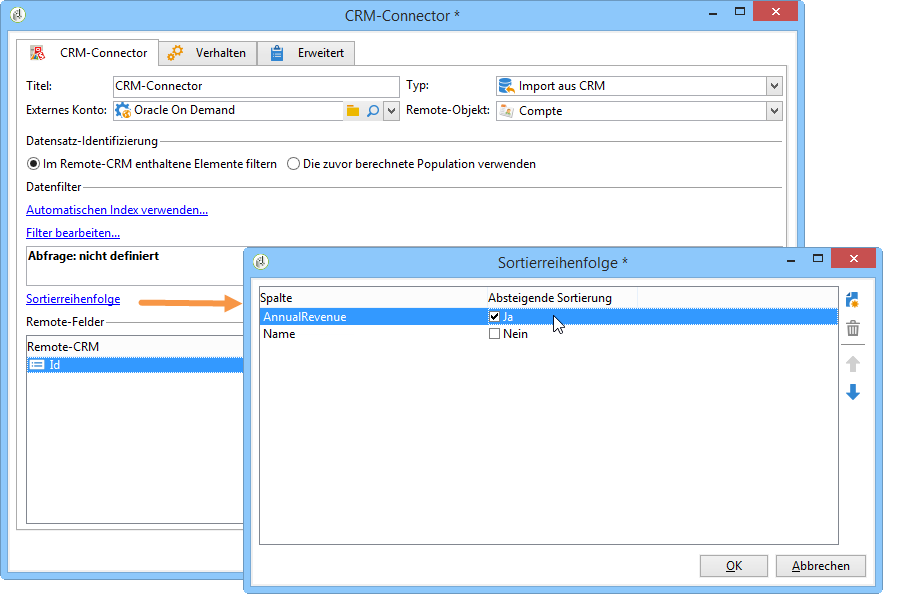 CRM-Connector *
CRM-Connector Verhalten Erweitert
Titel: CRM-Connector Typ: Import aus CRM
Externes Konto: Oracle On Demand Remote-Objekt: Compte
Datensatz-Identifizierung
Im Remote-CRM enthaltene Elemente filtern Die zuvor berechnete Population verwenden
Datenfilter
Automatischen Index verwenden...
Filter bearbeiten...
Abfrage: nicht definiert
Sortierreihenfolge
Remote-Felder
Remote-CRM
Id
Sortierreihenfolge *
Spalte Absteigende Sortierung
AnnualRevenue Ja
Name Nein
OK Abbrechen